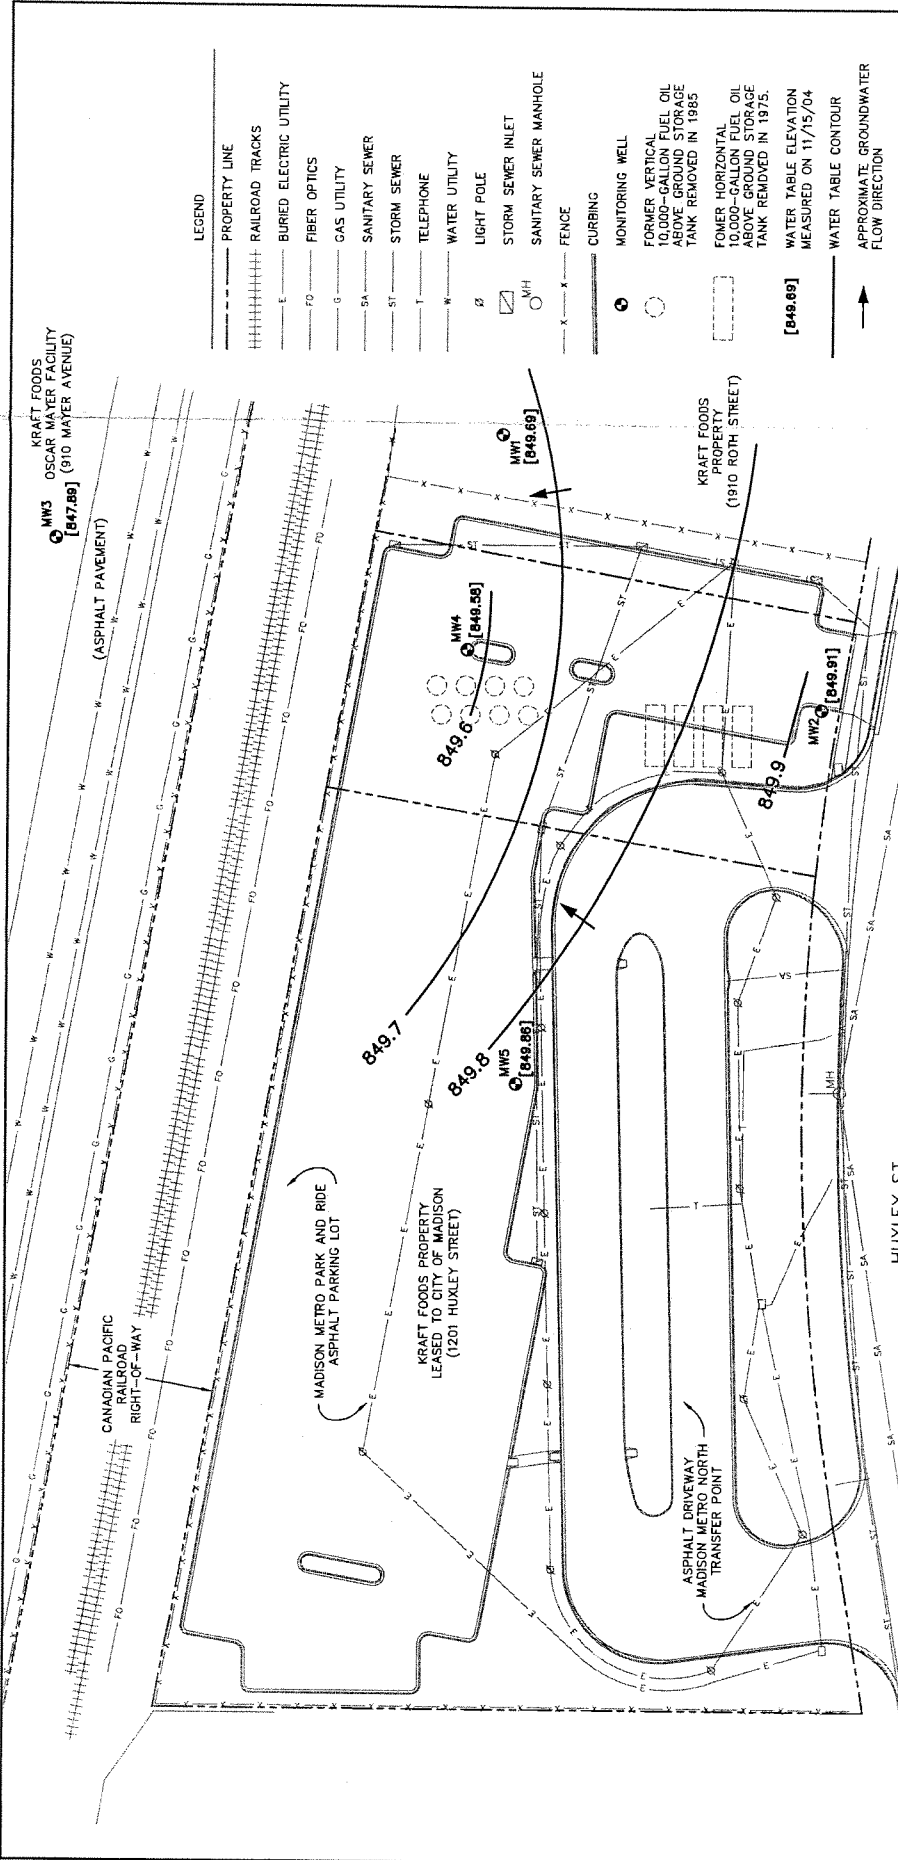 KRAFT FOODS
OSCAR MAYER FACILITY
(910 MAYER AVENUE)
MW3
[847.89]
(ASPHALT PAVEMENT)
CANADIAN PACIFIC
RAILROAD
RIGHT-OF-WAY
MADISON METRO PARK AND RIDE
ASPHALT PARKING LOT
KRAFT FOODS PROPERTY
LEASED TO CITY OF MADISON
(1201 HUXLEY STREET)
849.7
849.8
MW5
[849.86]
849.6
MW4
[849.58]
MW1
[849.69]
KRAFT FOODS
PROPERTY
(1910 ROTH STREET)
849.9
MW2
[849.91]
ASPHALT DRIVEWAY
MADISON METRO NORTH
TRANSFER POINT
MH
HUXLEY ST
LEGEND
PROPERTY LINE
RAILROAD TRACKS
E BURIED ELECTRIC UTILITY
FO FIBER OPTICS
G GAS UTILITY
SA SANITARY SEWER
ST STORM SEWER
T TELEPHONE
W WATER UTILITY
LIGHT POLE
STORM SEWER INLET
MH SANITARY SEWER MANHOLE
X X FENCE
CURBING
MONITORING WELL
FORMER VERTICAL
10,000-GALLON FUEL OIL
ABOVE GROUND STORAGE
TANK REMOVED IN 1985
FOMER HORIZONTAL
10,000-GALLON FUEL OIL
ABOVE GROUND STORAGE
TANK REMOVED IN 1975.
[849.69] WATER TABLE ELEVATION
MEASURED ON 11/15/04
WATER TABLE CONTOUR
APPROXIMATE GROUNDWATER
FLOW DIRECTION